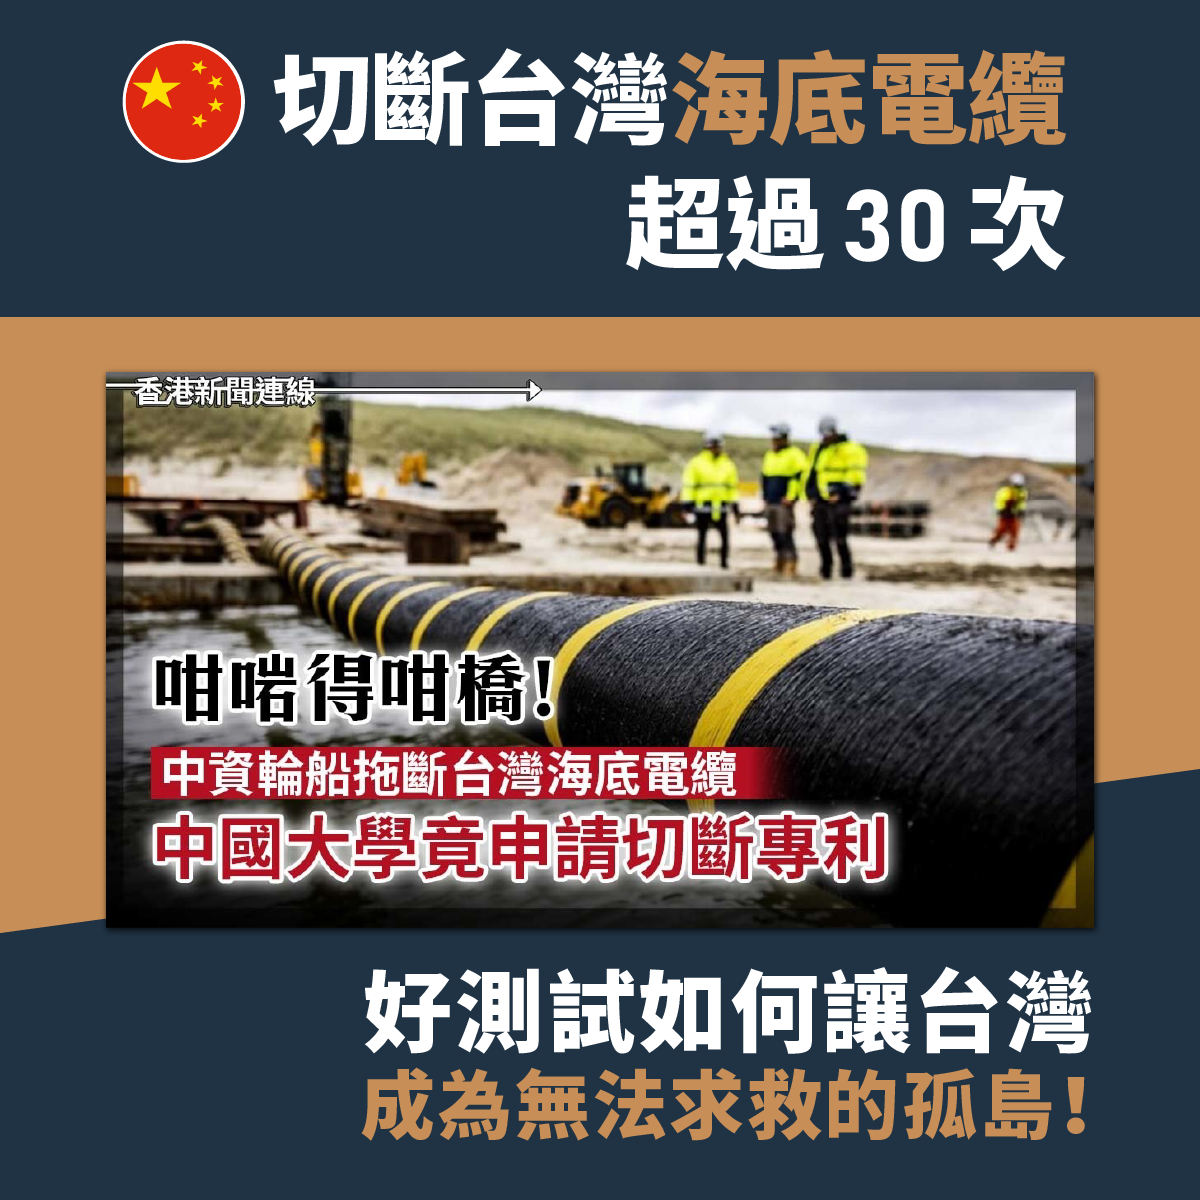 切斷台灣海底電纜
超過30次
香港新聞連線
咁啱得咁橋!
中資輪船拖斷台灣海底電纜
中國大學竟申請切斷專利
好測試如何讓台灣
成為無法求救的孤島!